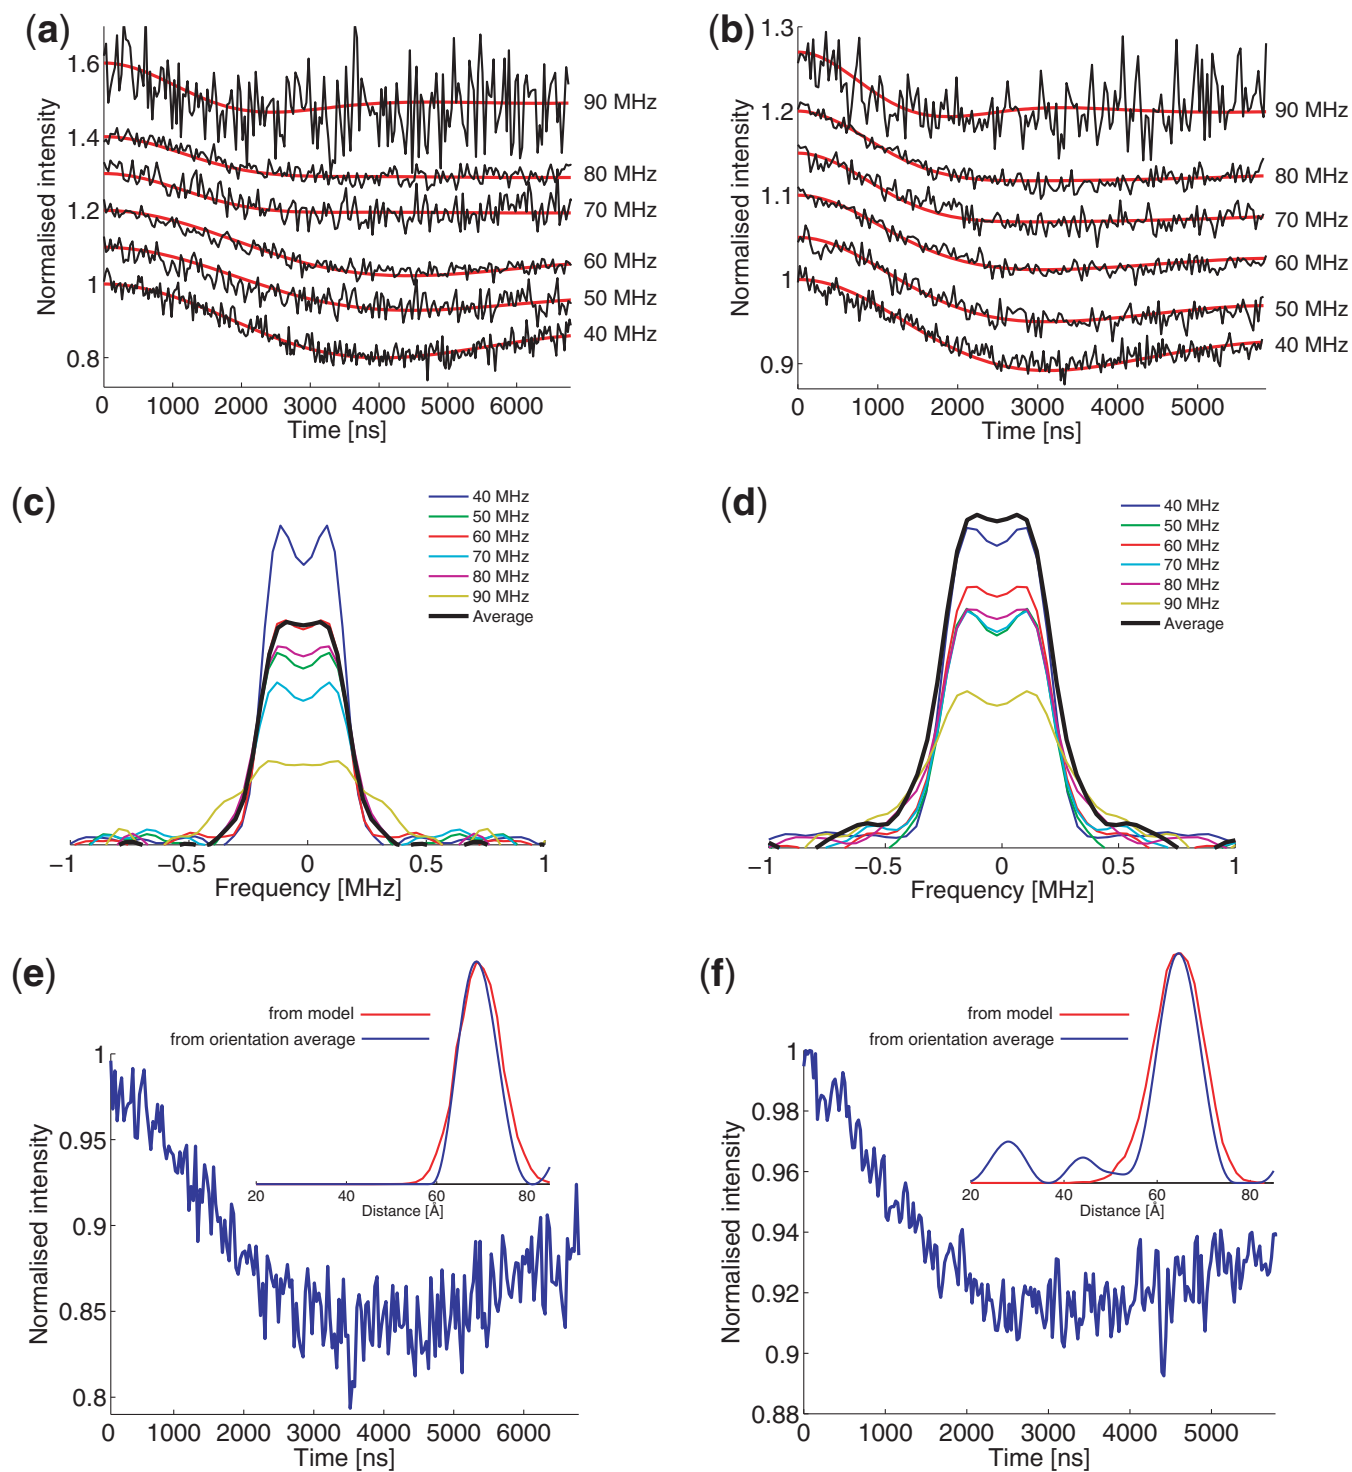 (a)
Normalised intensity
1.6
1.4
1.2
1
0.8
90 MHz
80 MHz
70 MHz
60 MHz
50 MHz
40 MHz
0 1000 2000 3000 4000 5000 6000
Time [ns]
(b)
Normalised intensity
1.3
1.2
1.1
1
0.9
90 MHz
80 MHz
70 MHz
60 MHz
50 MHz
40 MHz
0 1000 2000 3000 4000 5000
Time [ns]
(c)
40 MHz
50 MHz
60 MHz
70 MHz
80 MHz
90 MHz
Average
−1 −0.5 0 0.5 1
Frequency [MHz]
(d)
40 MHz
50 MHz
60 MHz
70 MHz
80 MHz
90 MHz
Average
−1 −0.5 0 0.5 1
Frequency [MHz]
(e)
from model
from orientation average
20 40 60 80
Distance [Å]
Normalised intensity
1
0.95
0.9
0.85
0.8
0 1000 2000 3000 4000 5000 6000
Time [ns]
(f)
from model
from orientation average
20 40 60 80
Distance [Å]
Normalised intensity
1
0.98
0.96
0.94
0.92
0.9
0.88
0 1000 2000 3000 4000 5000
Time [ns]